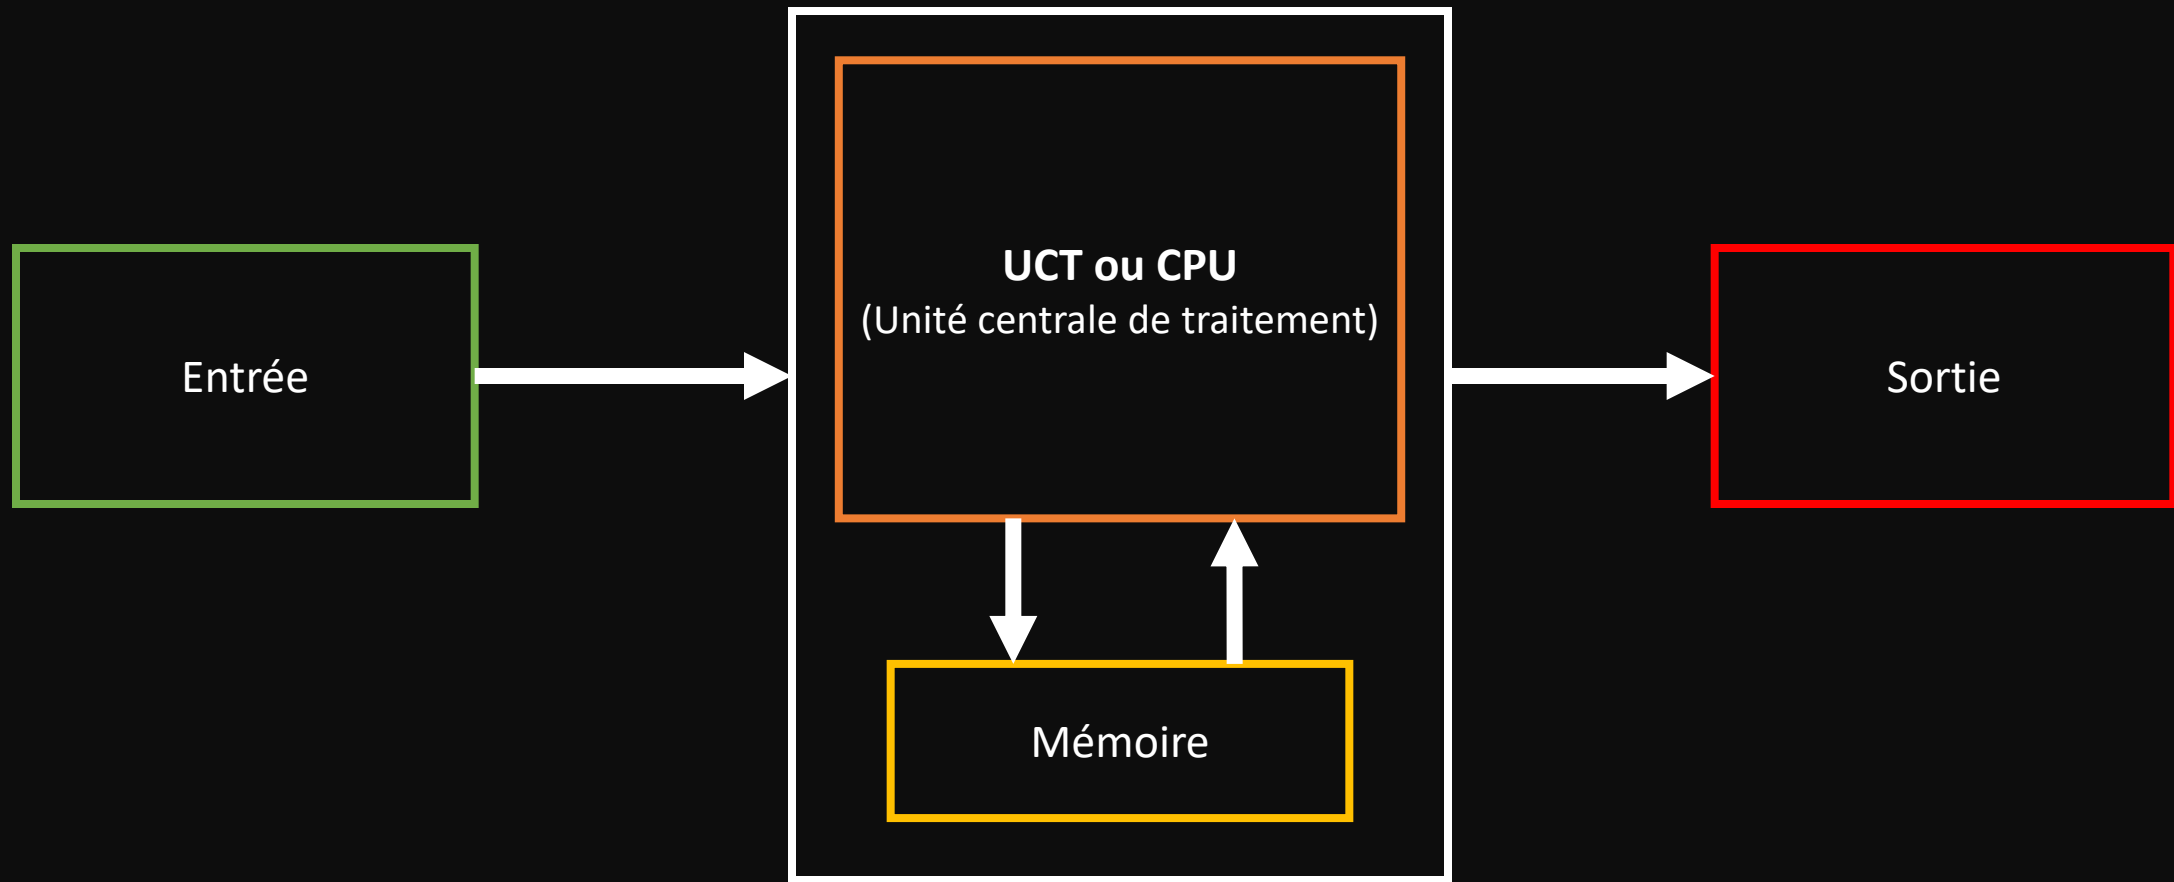 Entrée
UCT ou CPU
(Unité centrale de traitement)
Mémoire
Sortie